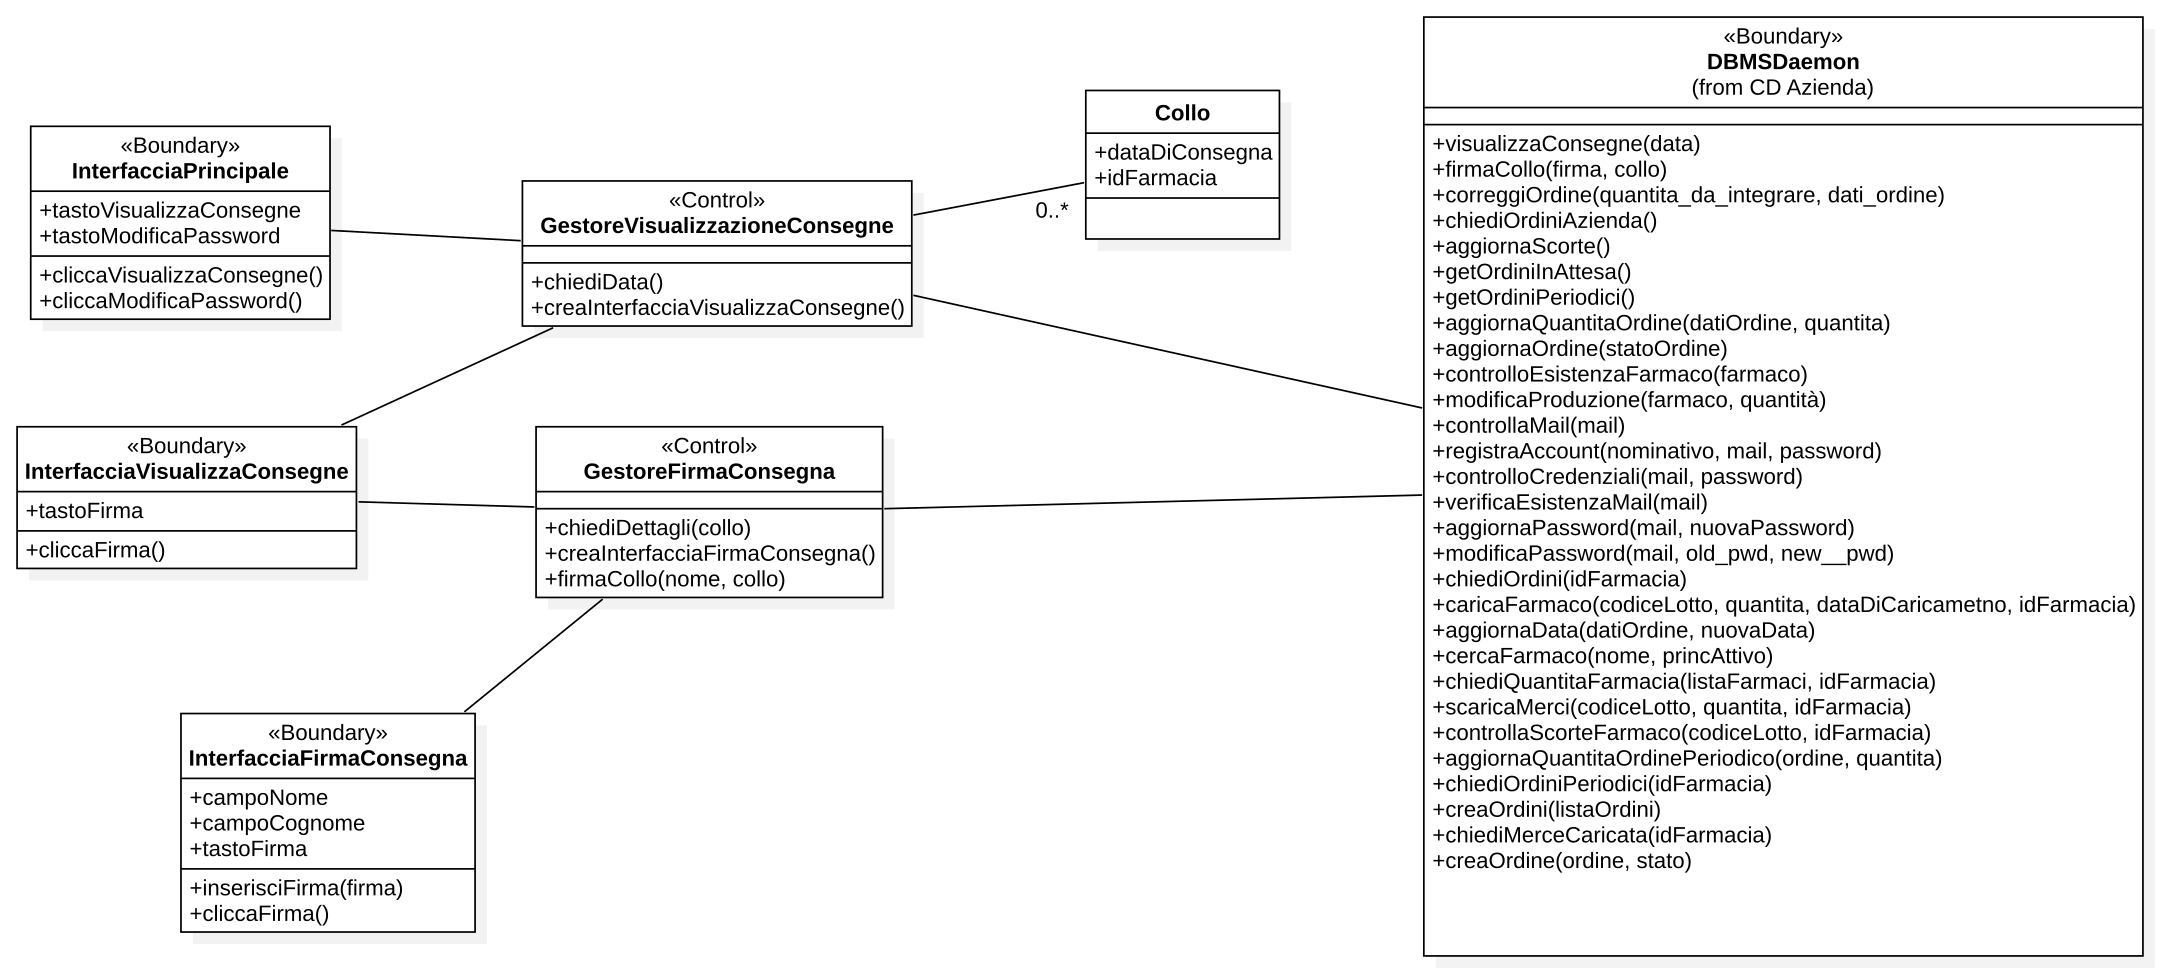 «Boundary»
InterfacciaPrincipale
+tastoVisualizzaConsegne
+tastoModificaPassword
+cliccaVisualizzaConsegne()
+cliccaModificaPassword()
«Control»
GestoreVisualizzazioneConsegne
+chiediData()
+creaInterfacciaVisualizzaConsegne()
Collo
+dataDiConsegna
+idFarmacia
0..*
«Boundary»
InterfacciaVisualizzaConsegne
+tastoFirma
+cliccaFirma()
«Control»
GestoreFirmaConsegna
+chiediDettagli(collo)
+creaInterfacciaFirmaConsegna()
+firmaCollo(nome, collo)
«Boundary»
InterfacciaFirmaConsegna
+campoNome
+campoCognome
+tastoFirma
+inserisciFirma(firma)
+cliccaFirma()
«Boundary»
DBMSDaemon
(from CD Azienda)
+visualizzaConsegne(data)
+firmaCollo(firma, collo)
+correggiOrdine(quantita_da_integrare, dati_ordine)
+chiediOrdiniAzienda()
+aggiornaScorte()
+getOrdiniInAttesa()
+getOrdiniPeriodici()
+aggiornaQuantitaOrdine(datiOrdine, quantita)
+aggiornaOrdine(statoOrdine)
+controlloEsistenzaFarmaco(farmaco)
+modificaProduzione(farmaco, quantità)
+controllaMail(mail)
+registraAccount(nominativo, mail, password)
+controlloCredenziali(mail, password)
+verificaEsistenzaMail(mail)
+aggiornaPassword(mail, nuovaPassword)
+modificaPassword(mail, old_pwd, new__pwd)
+chiediOrdini(idFarmacia)
+caricaFarmaco(codiceLotto, quantita, dataDiCaricametno, idFarmacia)
+aggiornaData(datiOrdine, nuovaData)
+cercaFarmaco(nome, princAttivo)
+chiediQuantitaFarmacia(listaFarmaci, idFarmacia)
+scaricaMerci(codiceLotto, quantita, idFarmacia)
+controllaScorteFarmaco(codiceLotto, idFarmacia)
+aggiornaQuantitaOrdinePeriodico(ordine, quantita)
+chiediOrdiniPeriodici(idFarmacia)
+creaOrdini(listaOrdini)
+chiediMerceCaricata(idFarmacia)
+creaOrdine(ordine, stato)